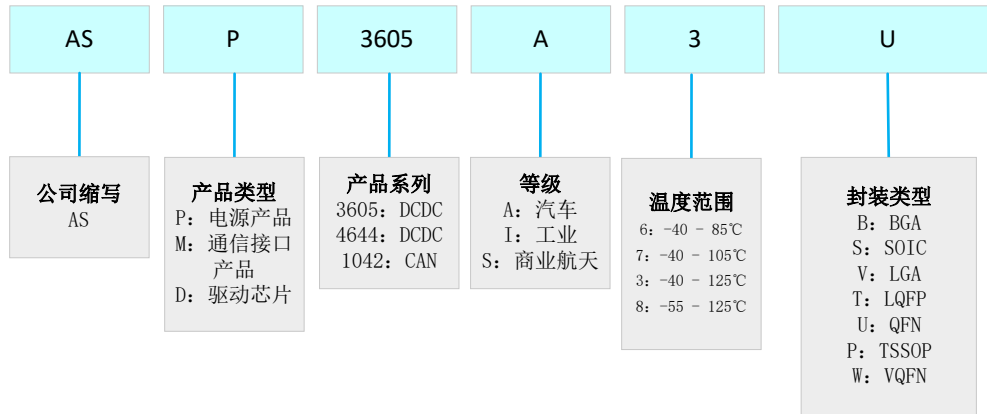 AS P 3605 A 3 U
公司缩写
AS
产品类型
P：电源产品
M：通信接口
产品
D：驱动芯片
产品系列
3605：DCDC
4644：DCDC
1042：CAN
等级
A：汽车
I：工业
S：商业航天
温度范围
6：-40 - 85℃
7：-40 - 105℃
3：-40 - 125℃
8：-55 - 125℃
封装类型
B：BGA
S：SOIC
V：LGA
T：LQFP
U：QFN
P：TSSOP
W：VQFN